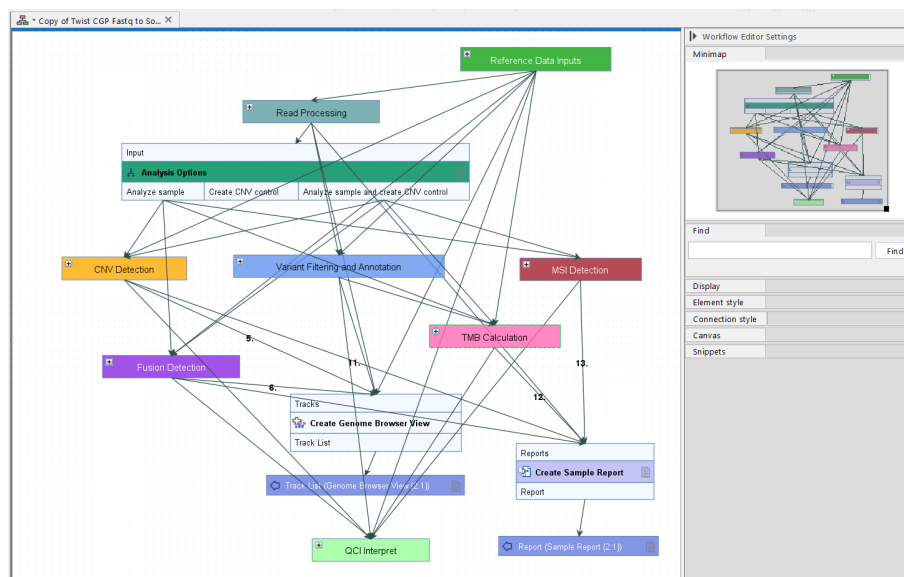 * Copy of Twist CGP Fastq to So...
Workflow Editor Settings
Minimap
Reference Data Inputs
Read Processing
Input
Analysis Options
Analyze sample
Create CNV control
Analyze sample and create CNV control
Find
Find
CNV Detection
Variant Filtering and Annotation
MSI Detection
Display
Element style
Connection style
Canvas
Snippets
TMB Calculation
5.
11.
13.
Fusion Detection
6.
12.
Tracks
Create Genome Browser View
Track List
Reports
Create Sample Report
Report
Track List (Genome Browser View (2:1))
QCI Interpret
Report (Sample Report (2:1))